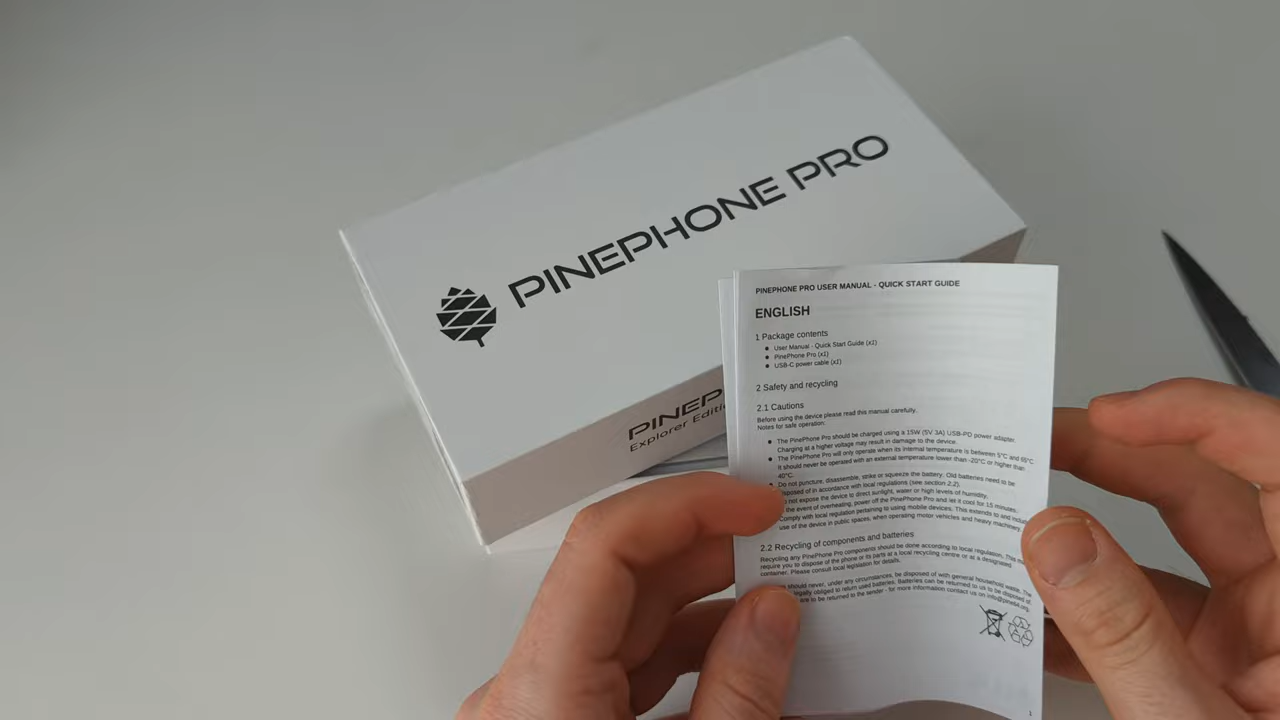 PINEPHONE PRO
PINEP
Explorer Editi
PINEPHONE PRO USER MANUAL - QUICK START GUIDE
ENGLISH
1 Package contents
● User Manual - Quick Start Guide (x1)
● PinePhone Pro (x1)
● USB-C power cable (x1)
2 Safety and recycling
2.1 Cautions
Before using the device please read this manual carefully.
Notes for safe operation:
● The PinePhone Pro should be charged using a 15W (5V 3A) USB-PD power adapter.
Charging at a higher voltage may result in damage to the device.
● The PinePhone Pro will only operate when its internal temperature is between 5°C and 65°C
It should never be operated with an external temperature lower than -20°C or higher than
40°C.
● Do not puncture, disassemble, strike or squeeze the battery. Old batteries need to be
disposed of in accordance with local regulations (see section 2.2).
not expose the device to direct sunlight, water or high levels of humidity.
the event of overheating, power off the PinePhone Pro and let it cool for 15 minutes.
Comply with local regulation pertaining to using mobile devices. This extends to and includ
use of the device in public spaces, when operating motor vehicles and heavy machinery.
2.2 Recycling of components and batteries
Recycling any PinePhone Pro components should be done according to local regulation. This m
require you to dispose of the phone or its parts at a local recycling centre or at a designated
container. Please consult local legislation for details.
should never, under any circumstances, be disposed of with general household waste. The
legally obliged to return used batteries. Batteries can be returned to us to be disposed of.
are to be returned to the sender - for more information contact us on info@pine64.org.
1